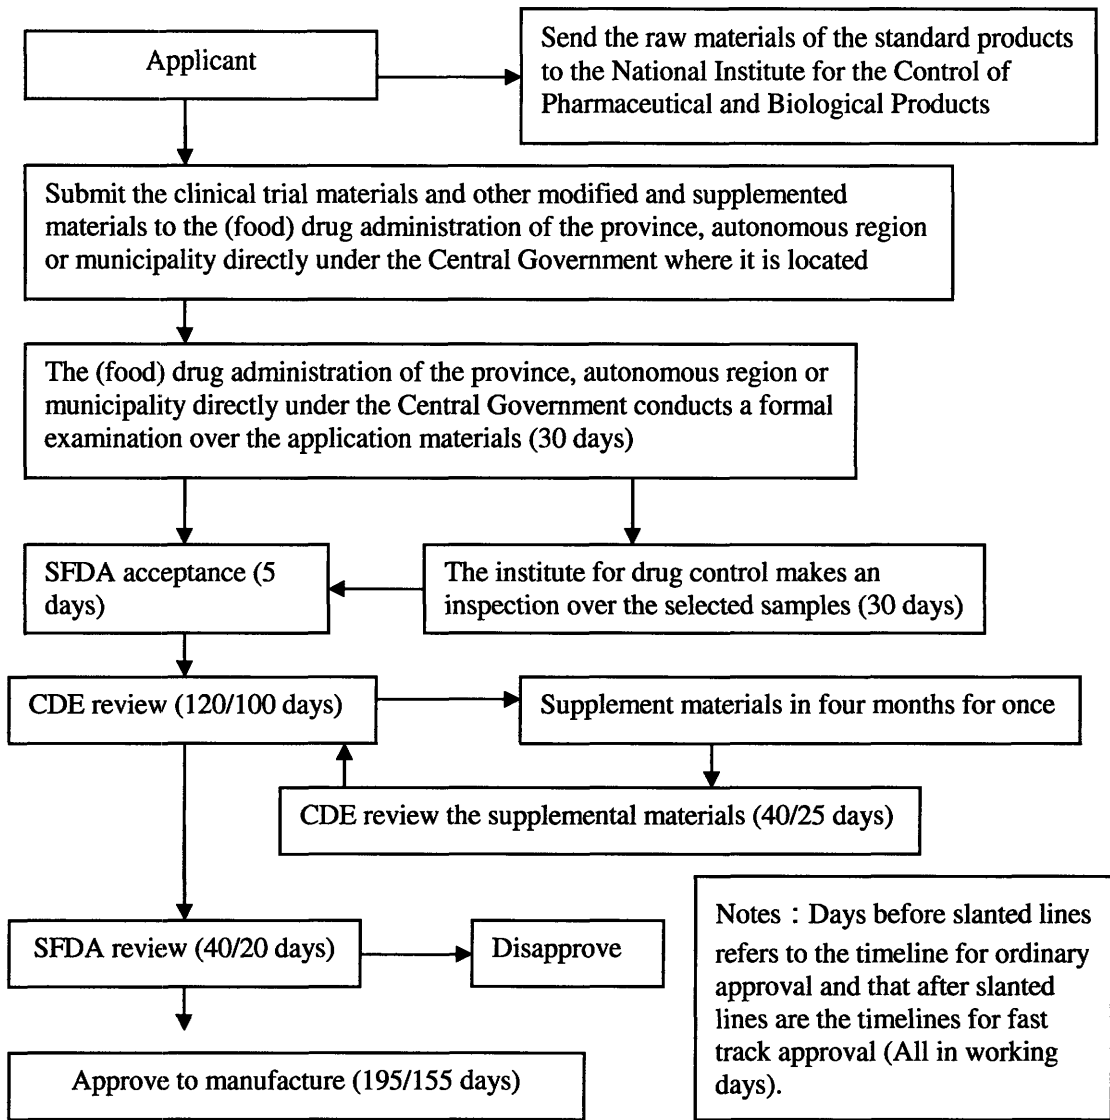 Applicant
Send the raw materials of the standard products
to the National Institute for the Control of
Pharmaceutical and Biological Products
Submit the clinical trial materials and other modified and supplemented
materials to the (food) drug administration of the province, autonomous region
or municipality directly under the Central Government where it is located
The (food) drug administration of the province, autonomous region or
municipality directly under the Central Government conducts a formal
examination over the application materials (30 days)
SFDA acceptance (5
days)
The institute for drug control makes an
inspection over the selected samples (30 days)
CDE review (120/100 days)
Supplement materials in four months for once
CDE review the supplemental materials (40/25 days)
SFDA review (40/20 days)
Disapprove
Notes : Days before slanted lines
refers to the timeline for ordinary
approval and that after slanted
lines are the timelines for fast
track approval (All in working
days).
Approve to manufacture (195/155 days)